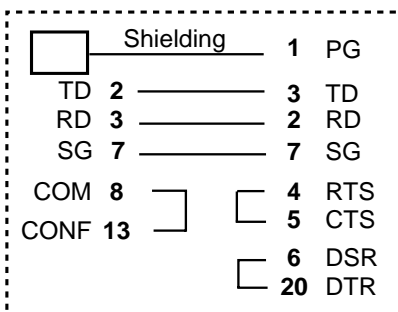 Shielding 1 PG
TD 2 3 TD
RD 3 2 RD
SG 7 7 SG
COM 8 4 RTS
5 CTS
CONF 13
6 DSR
20 DTR